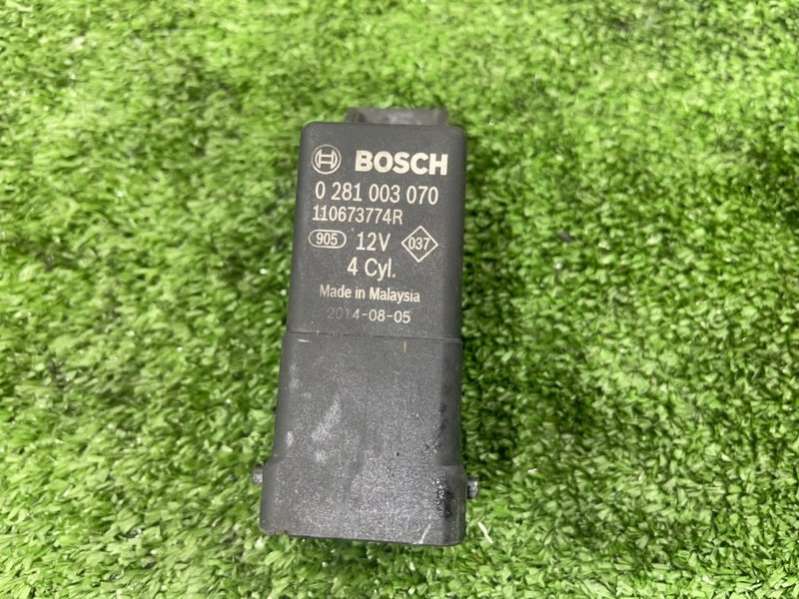 BOSCH
0 281 003 070
110673774R
905 12V 037
4 Cyl.
Made in Malaysia
2014-08-05